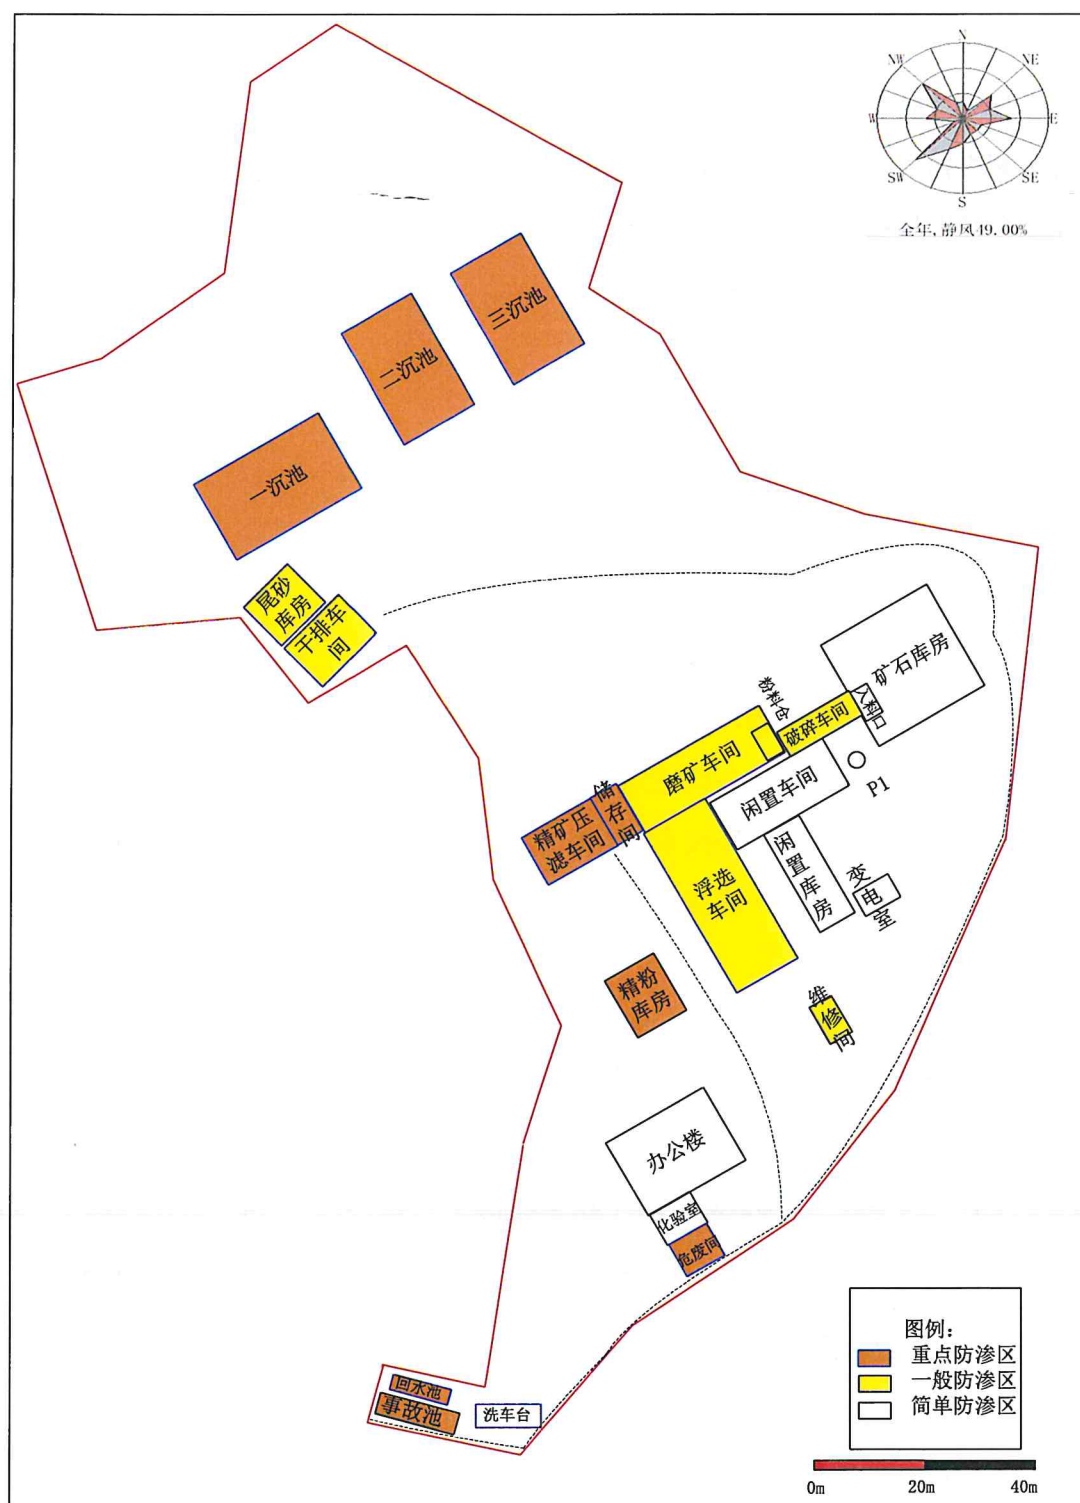 N
NW
NE
W
E
SW
SE
S
全年,静风49.00%
三沉池
二沉池
一沉池
尾砂
库房
干排车
间
矿石库房
入料口
粉料仓
破碎车间
磨矿车间
闲置车间
P1
储存间
精矿压
滤车间
闲置库房
浮选
车间
变电室
精粉
库房
维修间
办公楼
化验室
危废间
回水池
事故池
洗车台
图例:
重点防渗区
一般防渗区
简单防渗区
0m
20m
40m